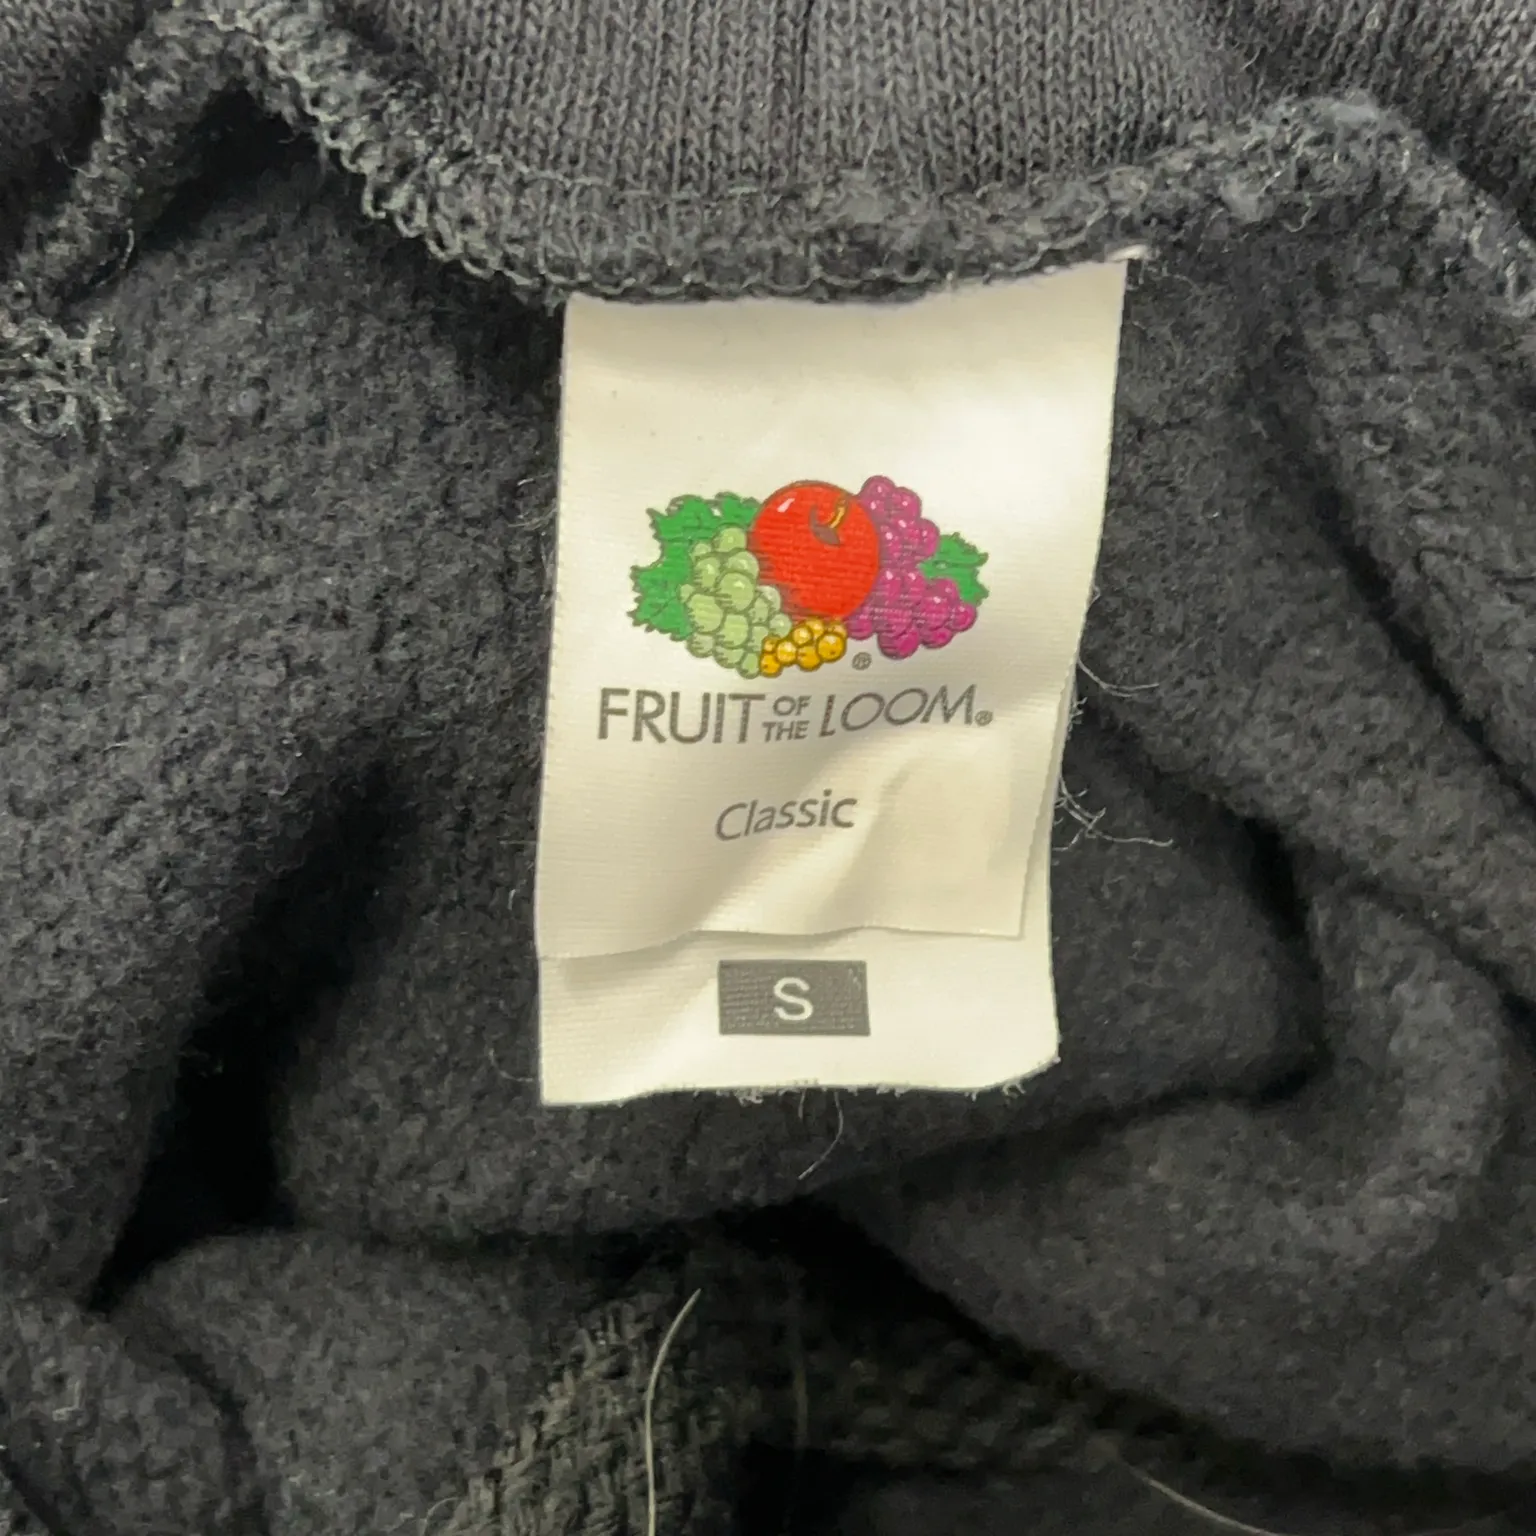 ®
FRUIT OF THE LOOM®
Classic
S